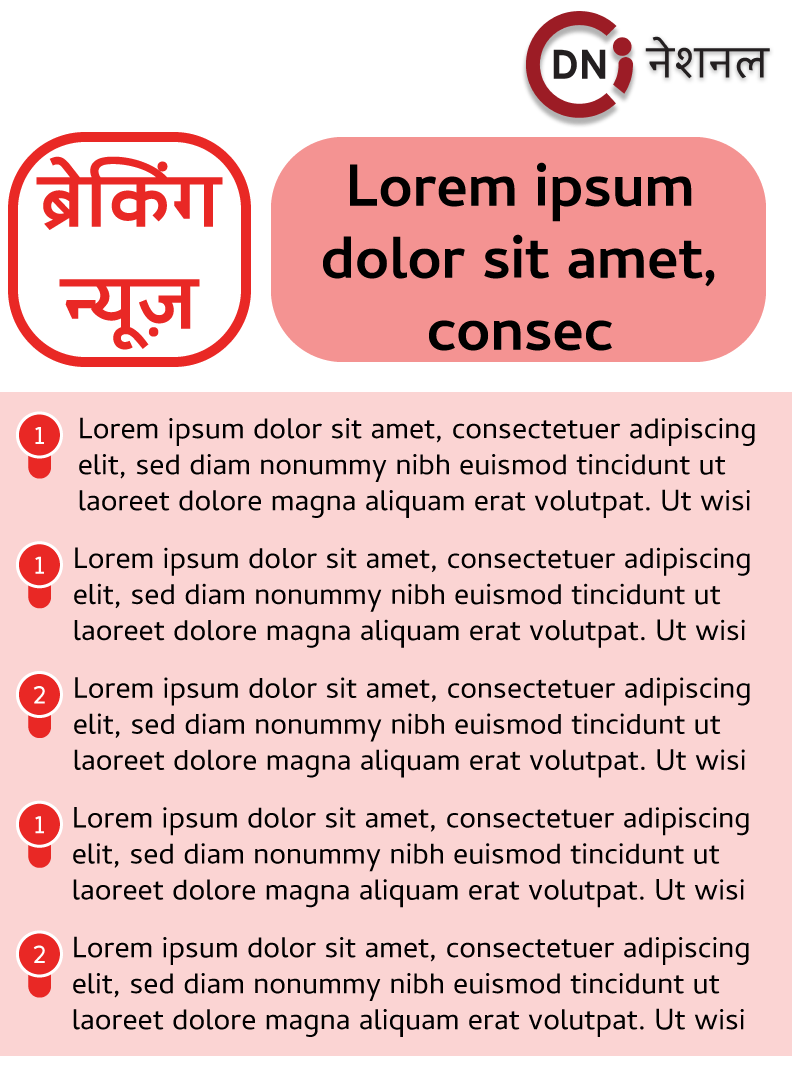 DNi नेशनल
ब्रेकिंग
न्यूज़
Lorem ipsum
dolor sit amet,
consec
1 Lorem ipsum dolor sit amet, consectetuer adipiscing
elit, sed diam nonummy nibh euismod tincidunt ut
laoreet dolore magna aliquam erat volutpat. Ut wisi
1 Lorem ipsum dolor sit amet, consectetuer adipiscing
elit, sed diam nonummy nibh euismod tincidunt ut
laoreet dolore magna aliquam erat volutpat. Ut wisi
2 Lorem ipsum dolor sit amet, consectetuer adipiscing
elit, sed diam nonummy nibh euismod tincidunt ut
laoreet dolore magna aliquam erat volutpat. Ut wisi
1 Lorem ipsum dolor sit amet, consectetuer adipiscing
elit, sed diam nonummy nibh euismod tincidunt ut
laoreet dolore magna aliquam erat volutpat. Ut wisi
2 Lorem ipsum dolor sit amet, consectetuer adipiscing
elit, sed diam nonummy nibh euismod tincidunt ut
laoreet dolore magna aliquam erat volutpat. Ut wisi